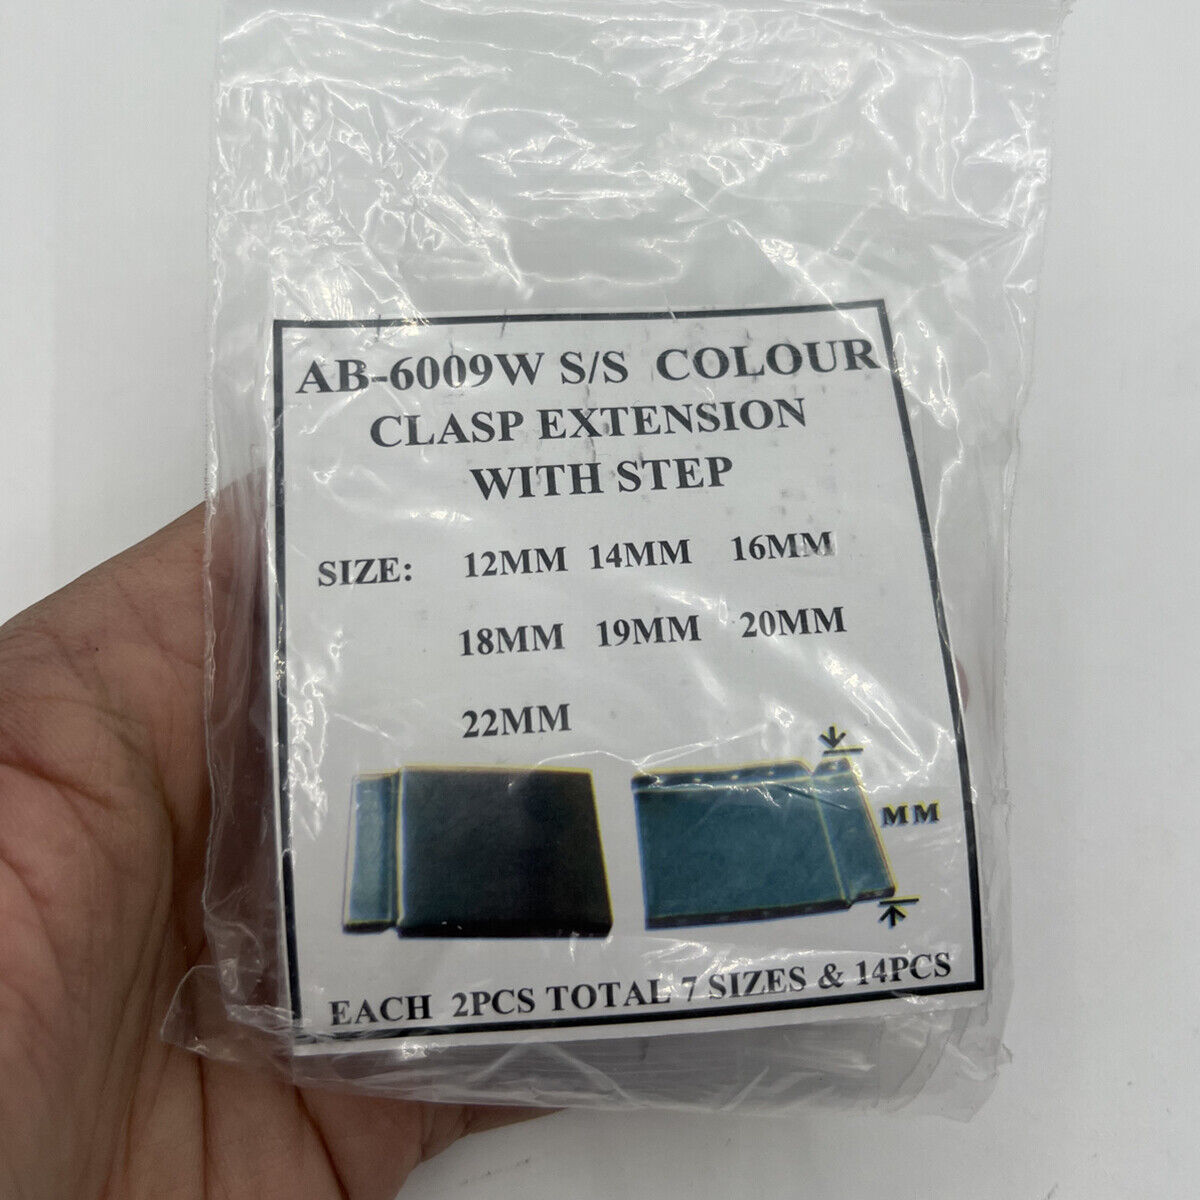 AB-6009W S/S COLOUR
CLASP EXTENSION
WITH STEP
SIZE: 12MM 14MM 16MM
18MM 19MM 20MM
22MM
MM
EACH 2PCS TOTAL 7 SIZES & 14PCS